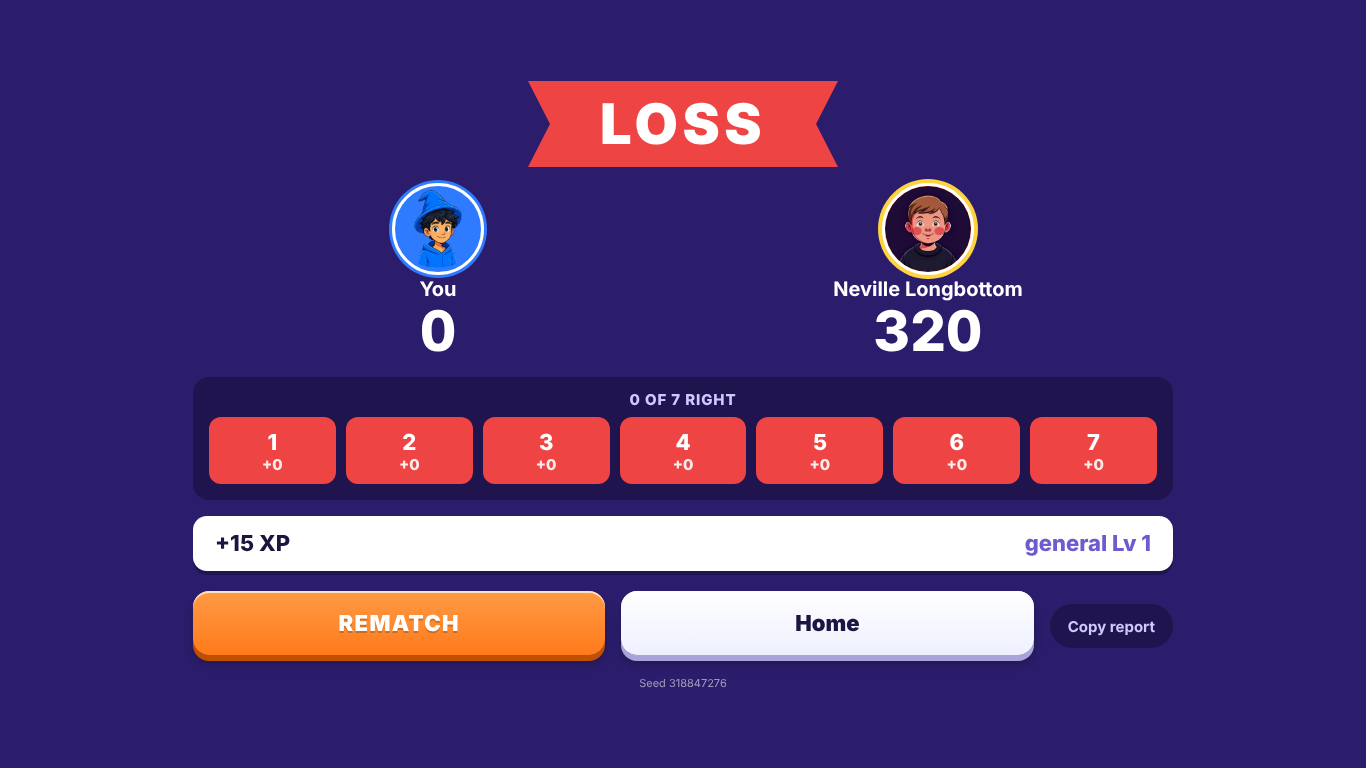 LOSS
You
Neville Longbottom
0
320
0 OF 7 RIGHT
1
+0
2
+0
3
+0
4
+0
5
+0
6
+0
7
+0
+15 XP
general Lv 1
REMATCH
Home
Copy report
Seed 318847276